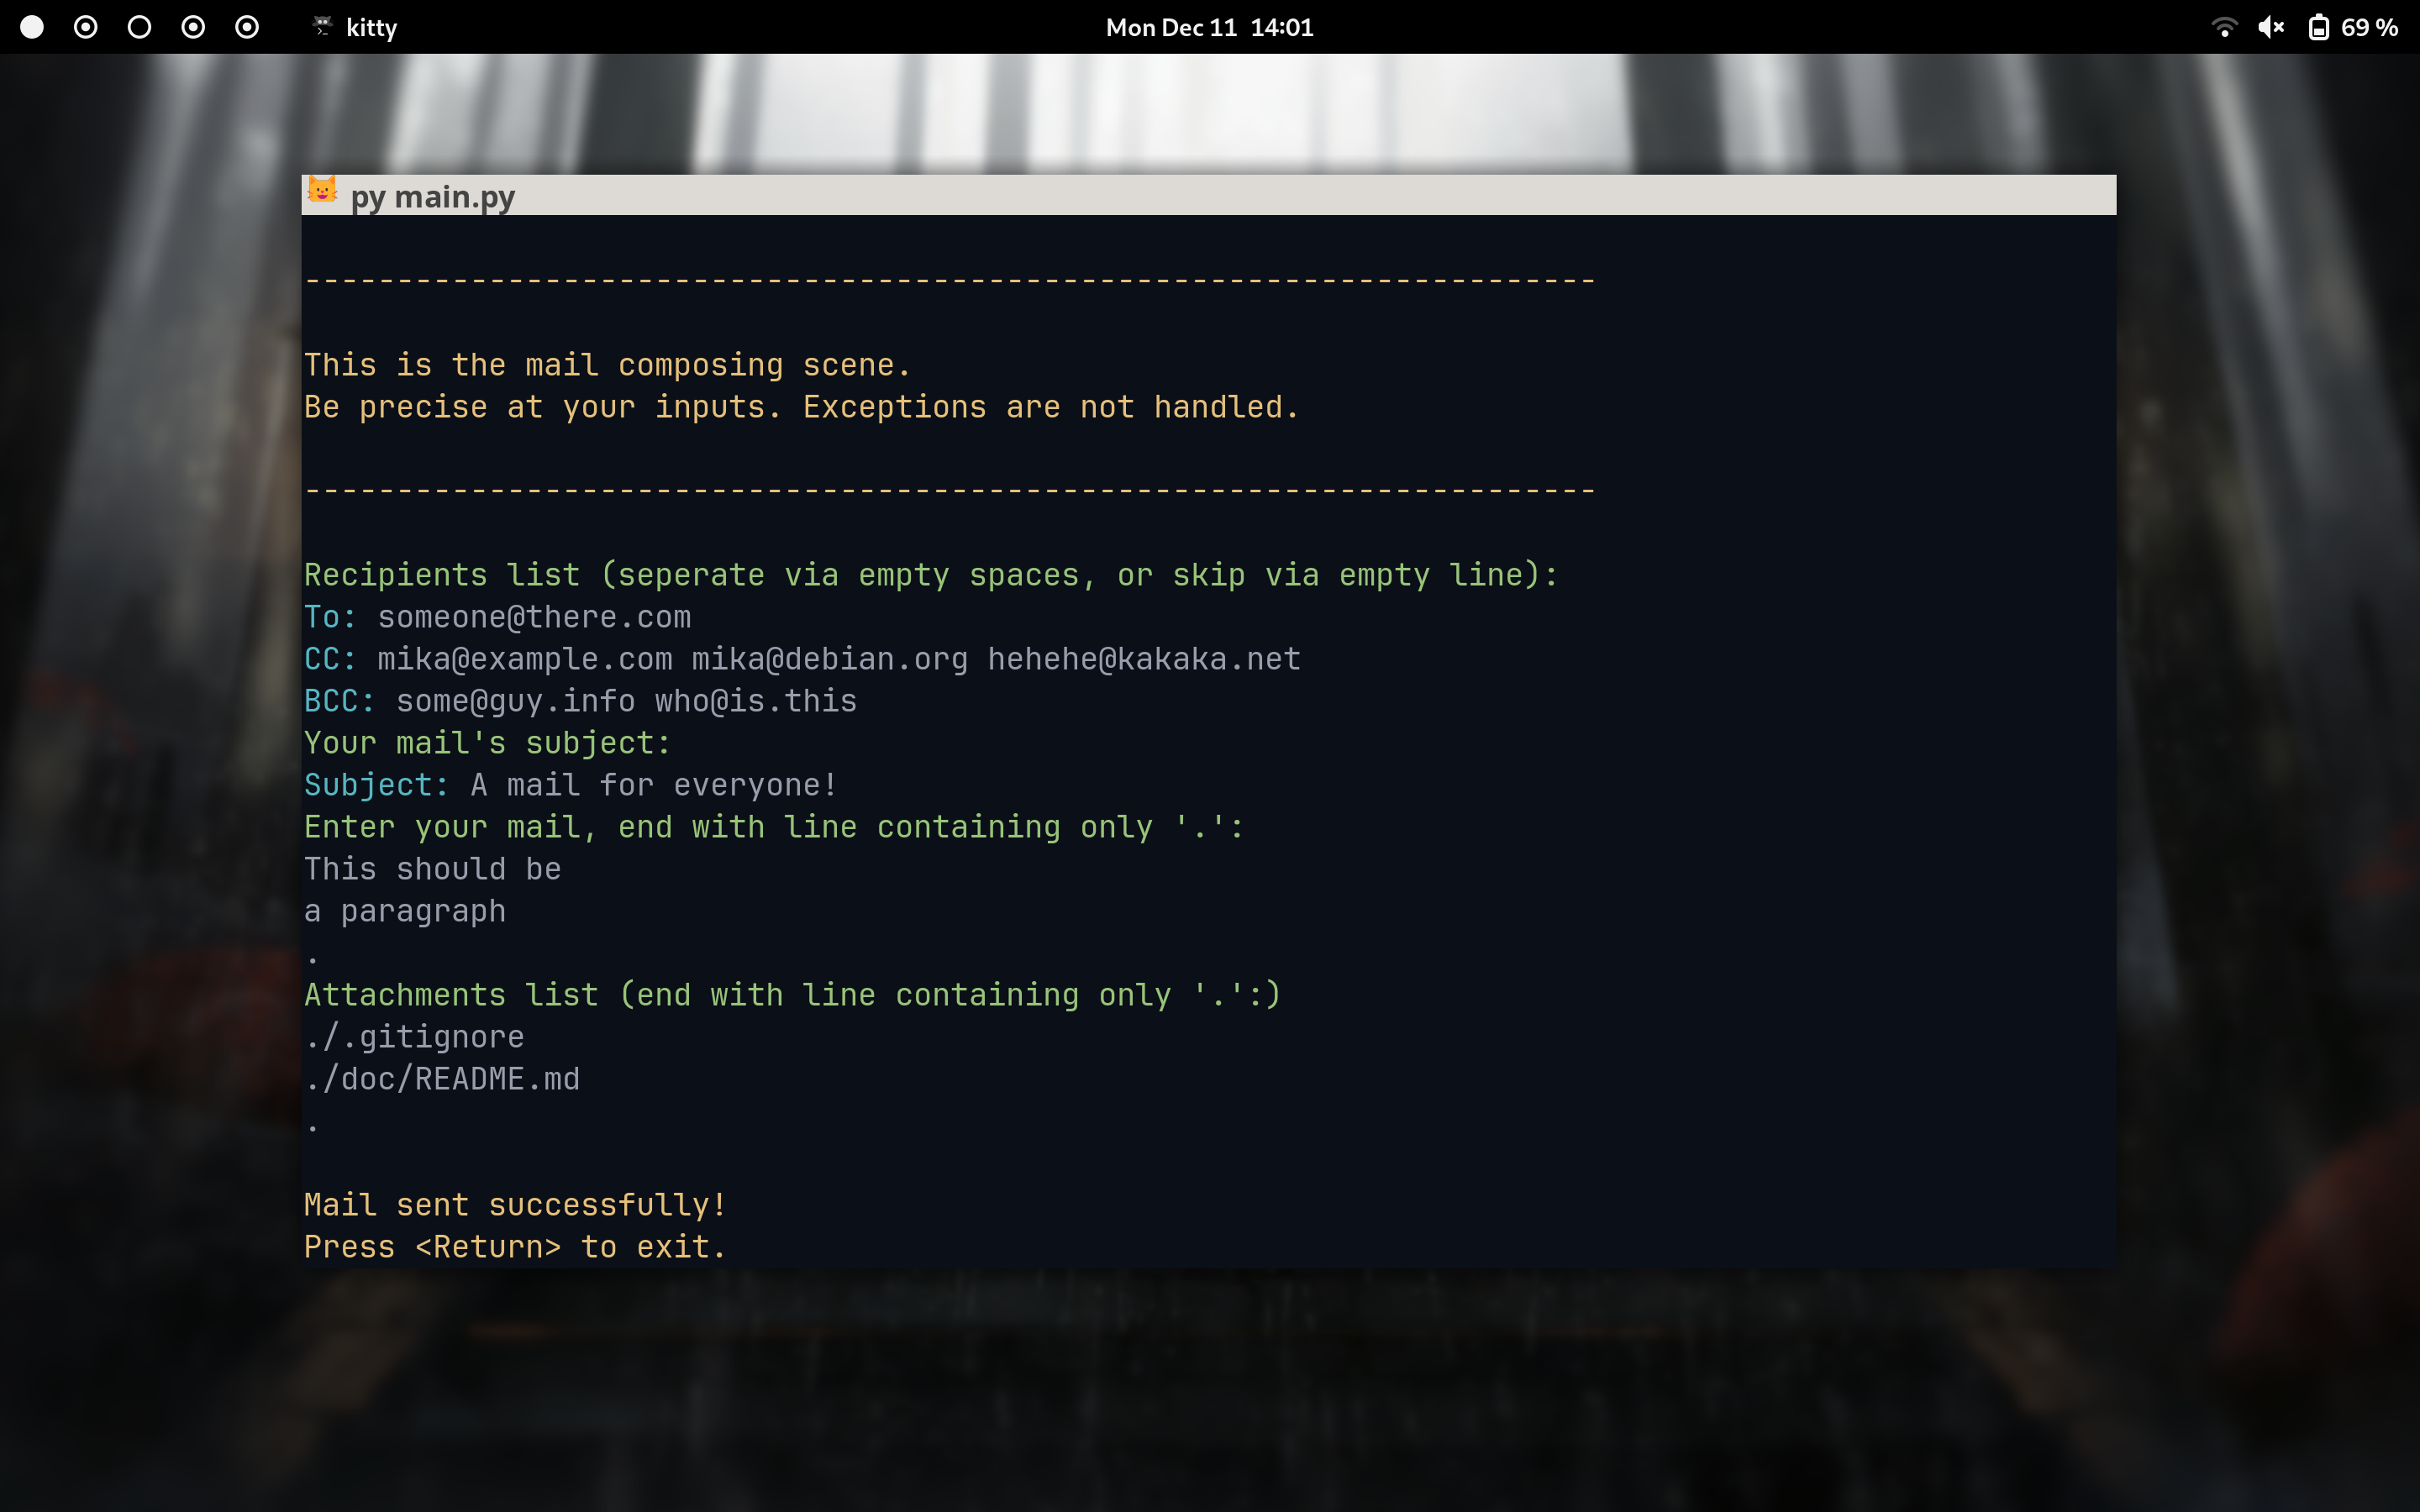 kitty
Mon Dec 11 14:01
69 %
py main.py
----------------------------------------------------------------------
This is the mail composing scene.
Be precise at your inputs. Exceptions are not handled.
----------------------------------------------------------------------
Recipients list (seperate via empty spaces, or skip via empty line):
To: someone@there.com
CC: mika@example.com mika@debian.org hehehe@kakaka.net
BCC: some@guy.info who@is.this
Your mail's subject:
Subject: A mail for everyone!
Enter your mail, end with line containing only '.':
This should be
a paragraph
.
Attachments list (end with line containing only '.':)
./.gitignore
./doc/README.md
.
Mail sent successfully!
Press <Return> to exit.